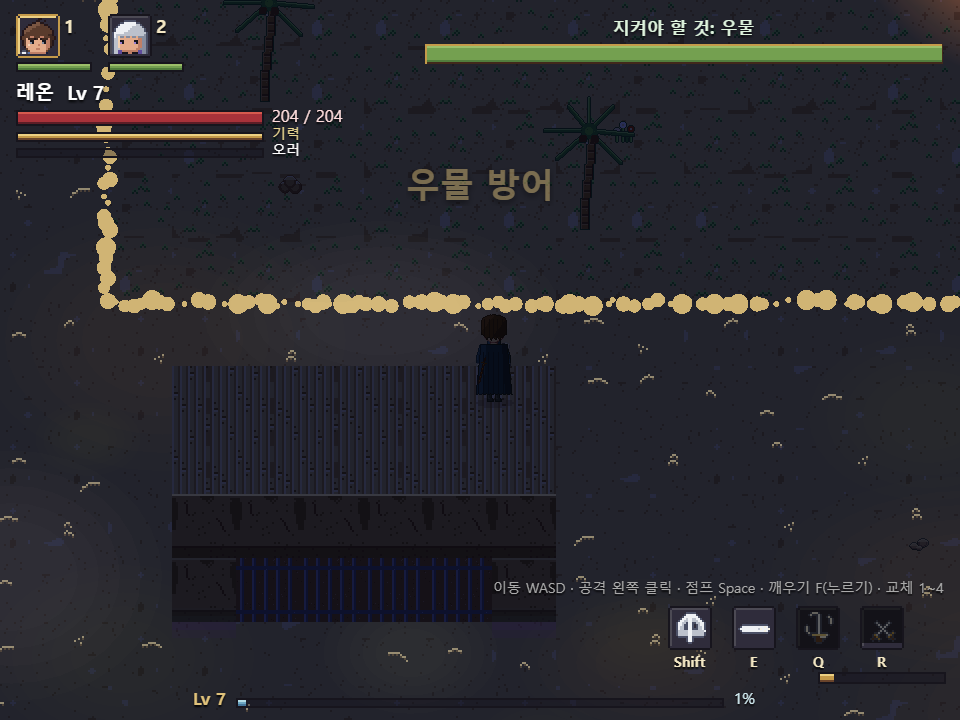 1
2
지켜야 할 것: 우물
레온 Lv 7
204 / 204
기력
오러
우물 방어
이동 WASD · 공격 왼쪽 클릭 · 점프 Space · 깨우기 F(누르기) · 교체 1~4
Shift E Q R
Lv 7 1%